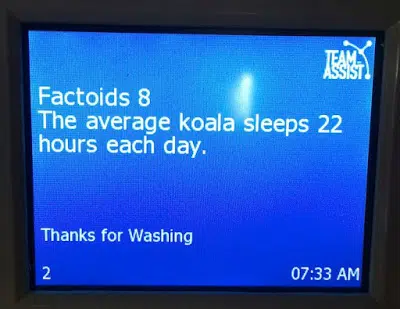 TEAM
ASSIST
Factoids 8
The average koala sleeps 22
hours each day.
Thanks for Washing
2 07:33 AM